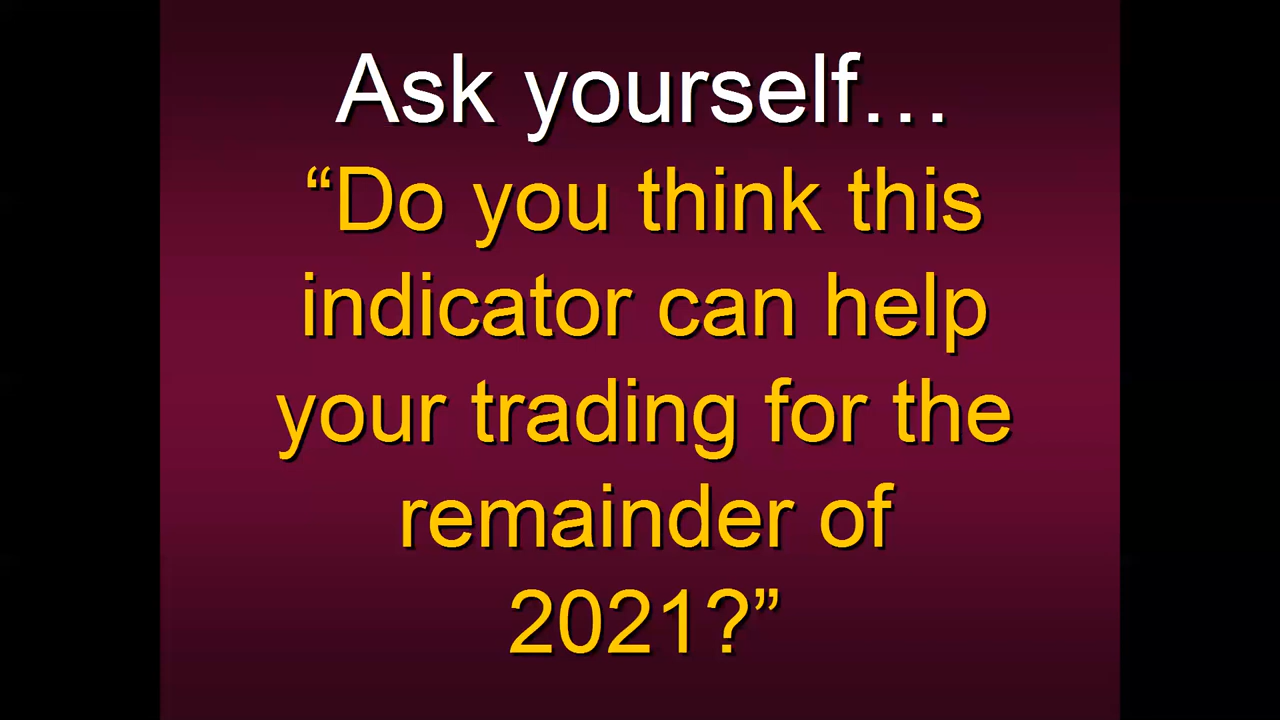 Ask yourself…
“Do you think this
indicator can help
your trading for the
remainder of
2021?”